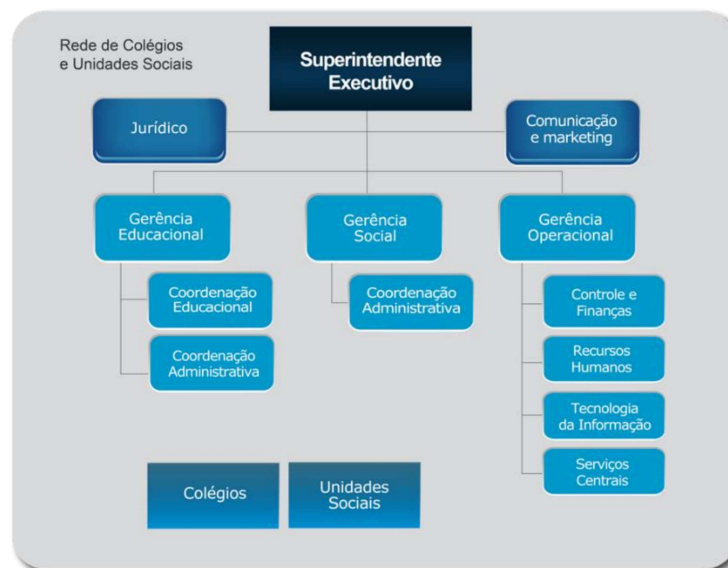 Rede de Colégios
e Unidades Sociais
Superintendente
Executivo
Jurídico
Comunicação
e marketing
Gerência
Educacional
Gerência
Social
Gerência
Operacional
Coordenação
Educacional
Coordenação
Administrativa
Coordenação
Administrativa
Controle e
Finanças
Recursos
Humanos
Tecnologia
da Informação
Serviços
Centrais
Colégios
Unidades
Sociais